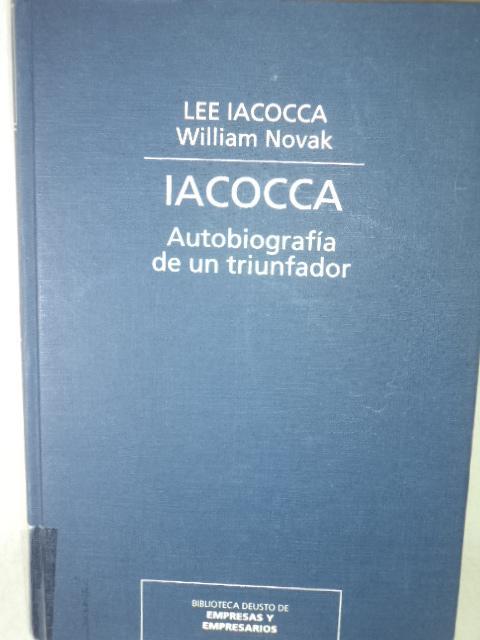 LEE IACOCCA
William Novak
IACOCCA
Autobiografía
de un triunfador
BIBLIOTECA DEUSTO DE
EMPRESAS Y
EMPRESARIOS